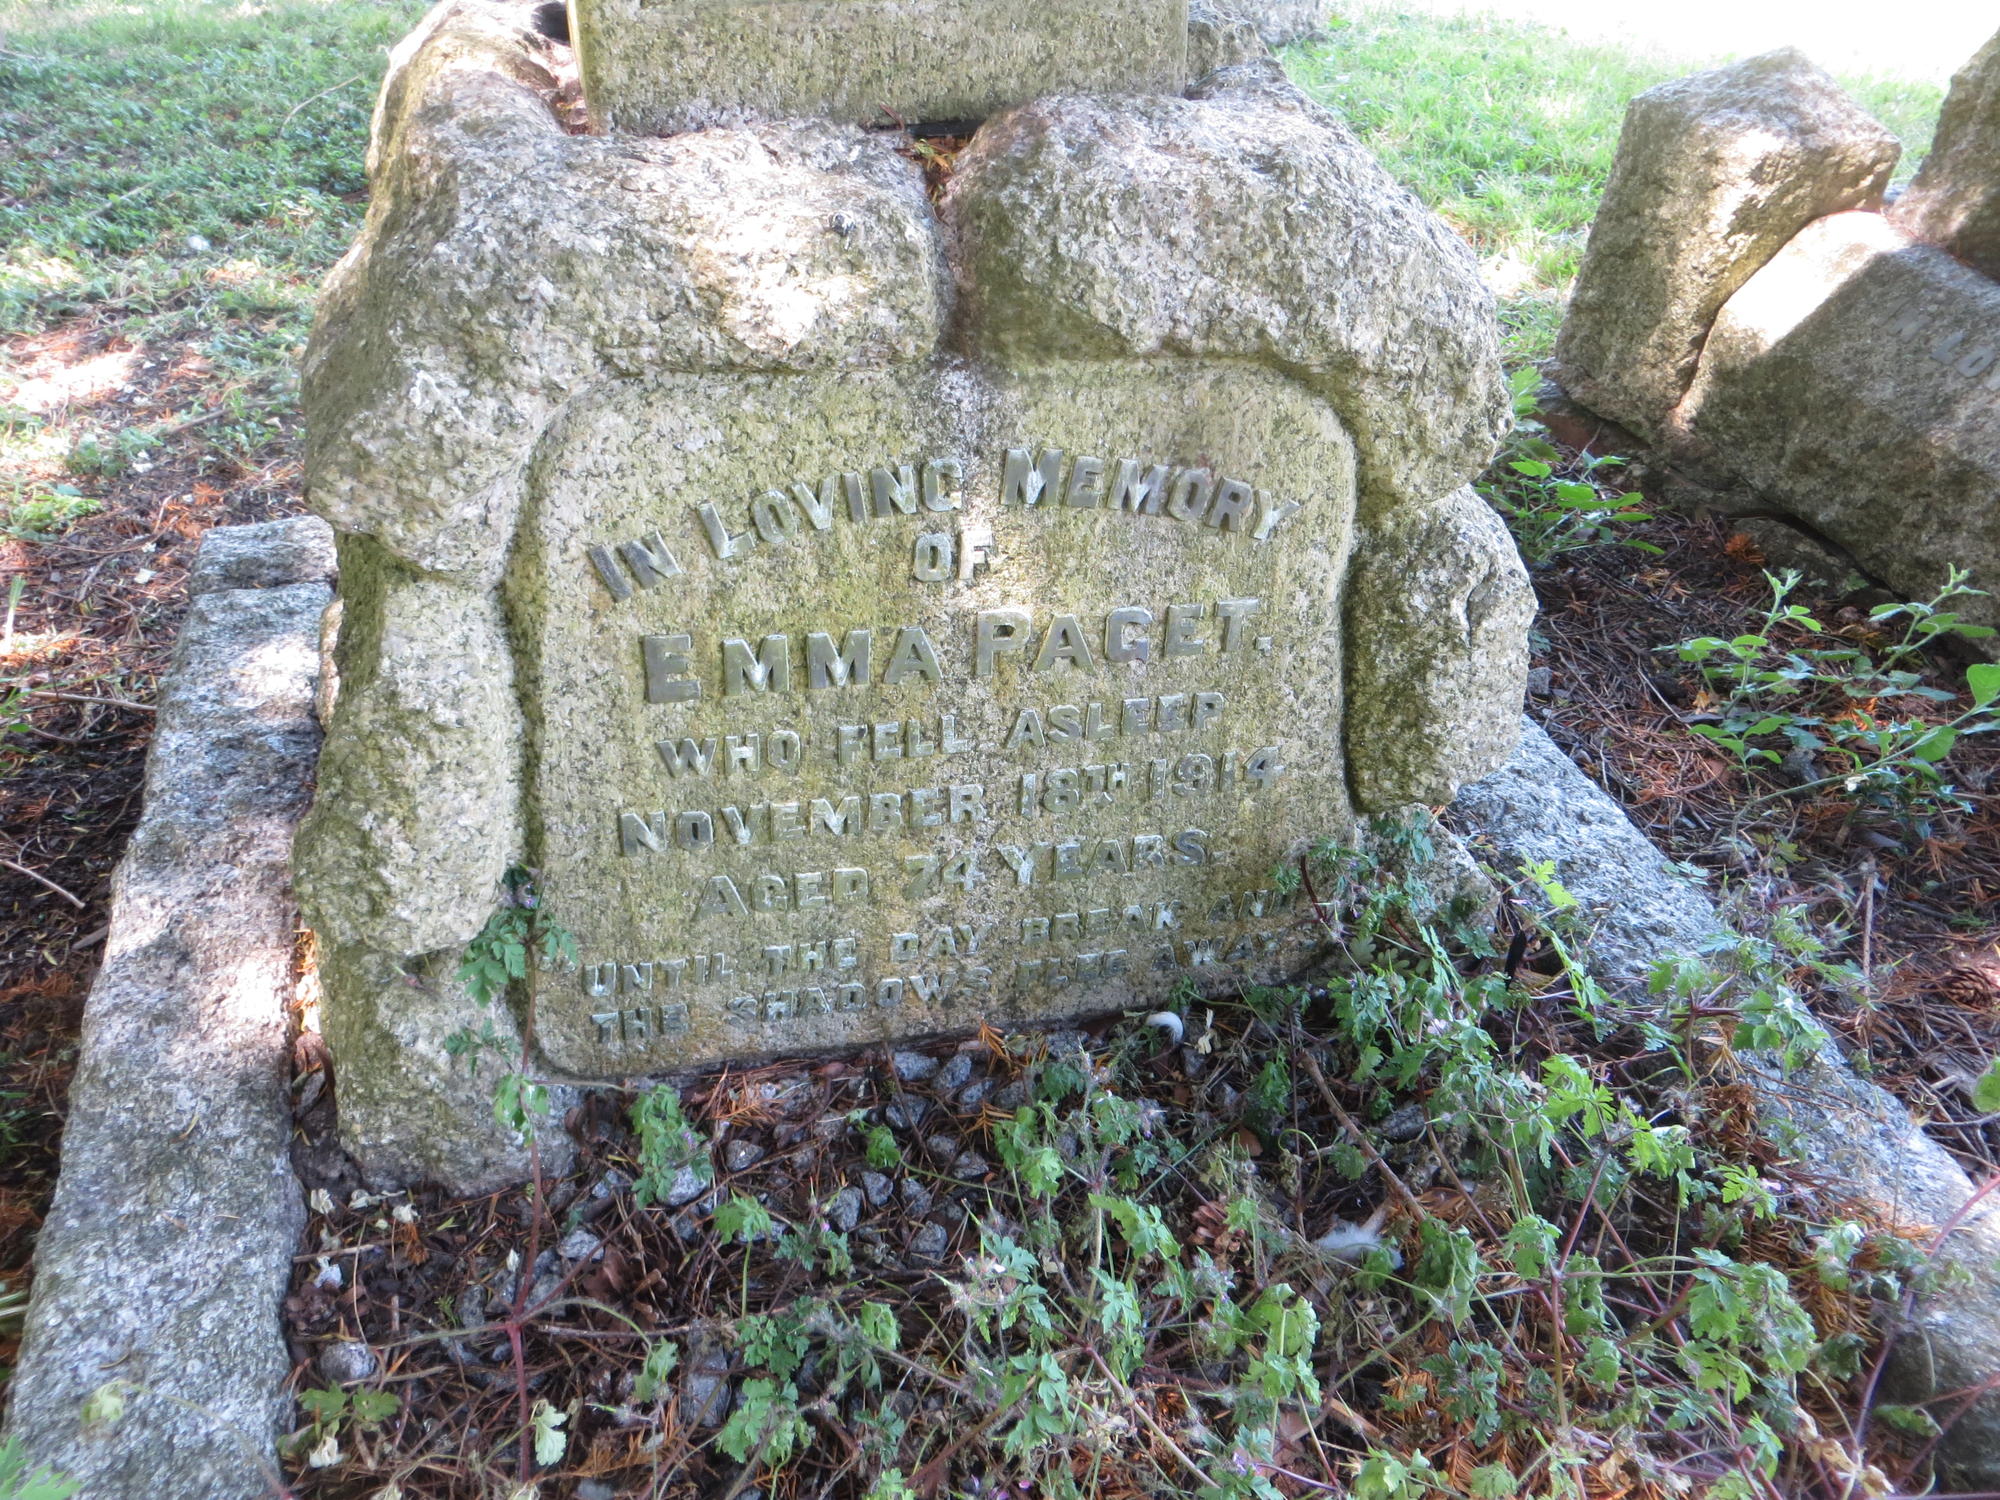 IN LOVING MEMORY
OF
EMMA PAGET.
WHO FELL ASLEEP
NOVEMBER 18TH 1914
AGED 74 YEARS.
"UNTIL THE DAY BREAK AND
THE SHADOWS FLEE AWAY."